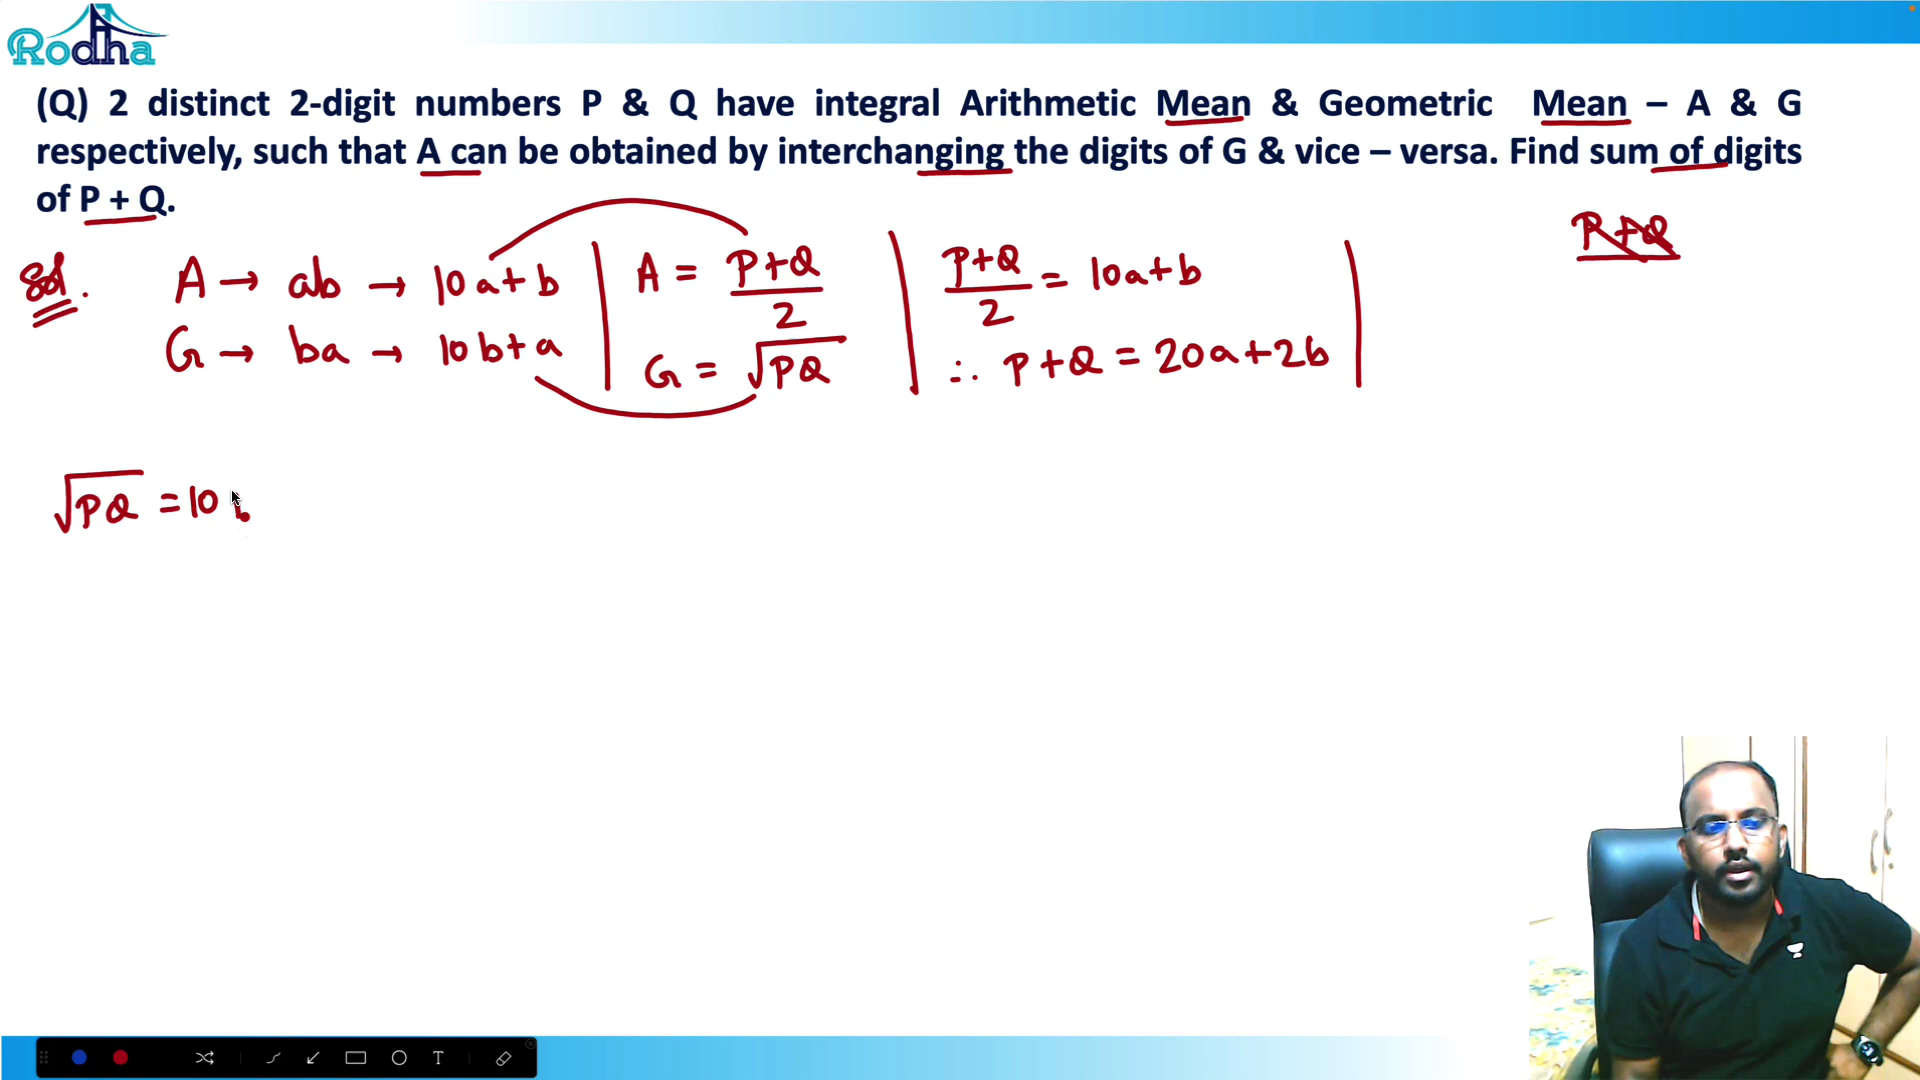 Rodha
(Q) 2 distinct 2-digit numbers P & Q have integral Arithmetic Mean & Geometric Mean – A & G
respectively, such that A can be obtained by interchanging the digits of G & vice – versa. Find sum of digits
of P + Q.
P+Q
Sol.
A → ab → 10a+b
G → ba → 10b+a
A = P+Q/2
G = √PQ
P+Q/2 = 10a+b
∴ P+Q = 20a+2b
√PQ = 10
T